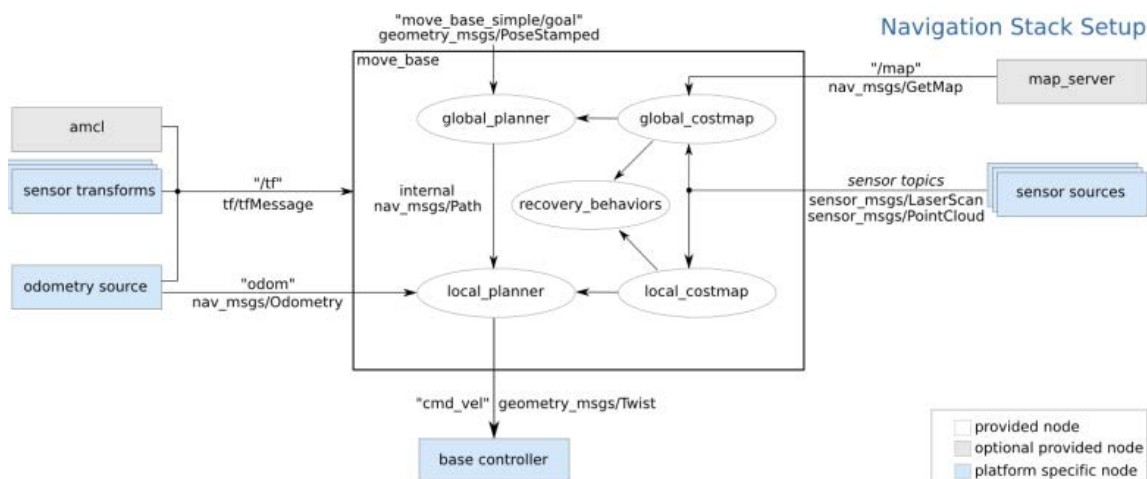 "move_base_simple/goal"
geometry_msgs/PoseStamped
Navigation Stack Setup
move_base
"/map"
nav_msgs/GetMap
map_server
amcl
global_planner
global_costmap
sensor transforms
"/tf"
tf/tfMessage
internal
nav_msgs/Path
recovery_behaviors
sensor topics
sensor_msgs/LaserScan
sensor_msgs/PointCloud
sensor sources
odometry source
"odom"
nav_msgs/Odometry
local_planner
local_costmap
"cmd_vel" geometry_msgs/Twist
base controller
provided node
optional provided node
platform specific node